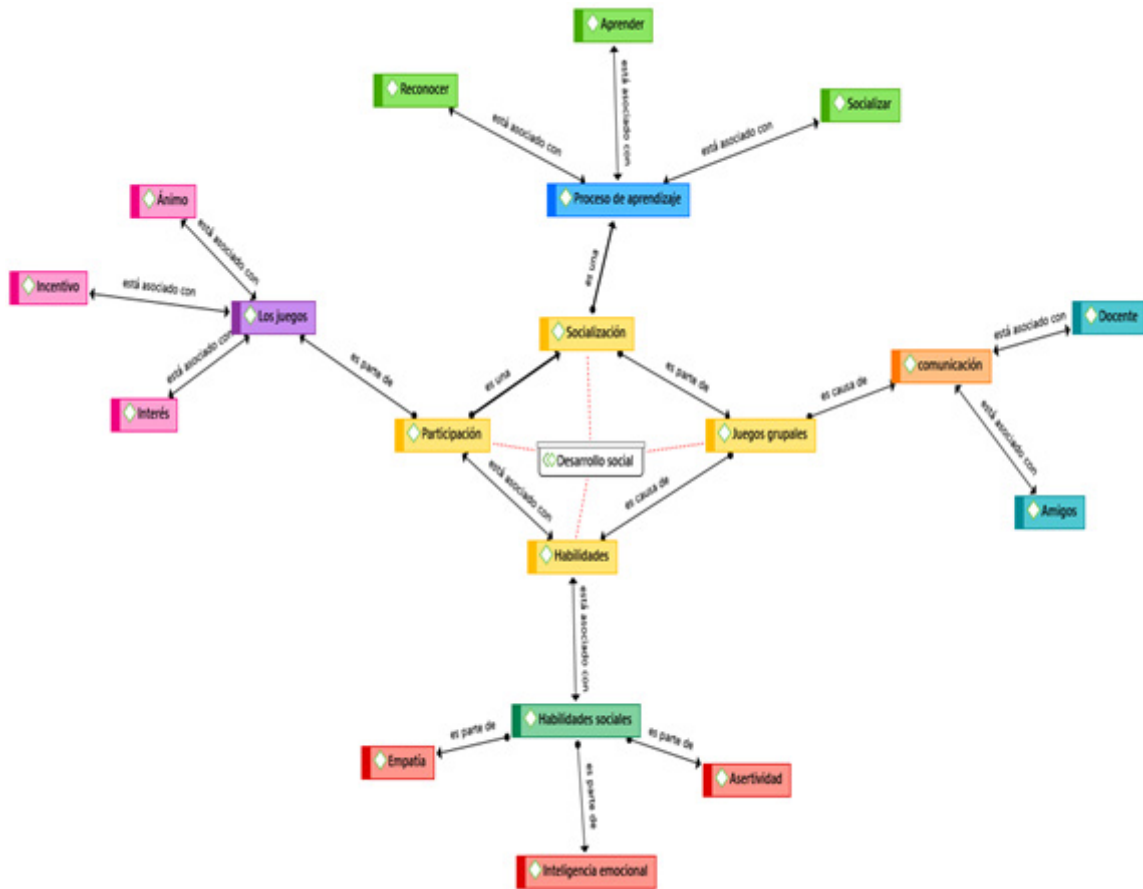 Aprender
Reconocer
Socializar
está asociado con
está asociado con
está asociado con
Proceso de aprendizaje
es una
Ánimo
está asociado con
Incentivo
está asociado con
Los juegos
está asociado con
Interés
es parte de
Socialización
es una
es parte de
Participación
Juegos grupales
Desarrollo social
es causa de
comunicación
está asociado con
Docente
está asociado con
Amigos
está asociado con
es causa de
Habilidades
está asociado con
Habilidades sociales
es parte de
Empatía
es parte de
Asertividad
es parte de
Inteligencia emocional